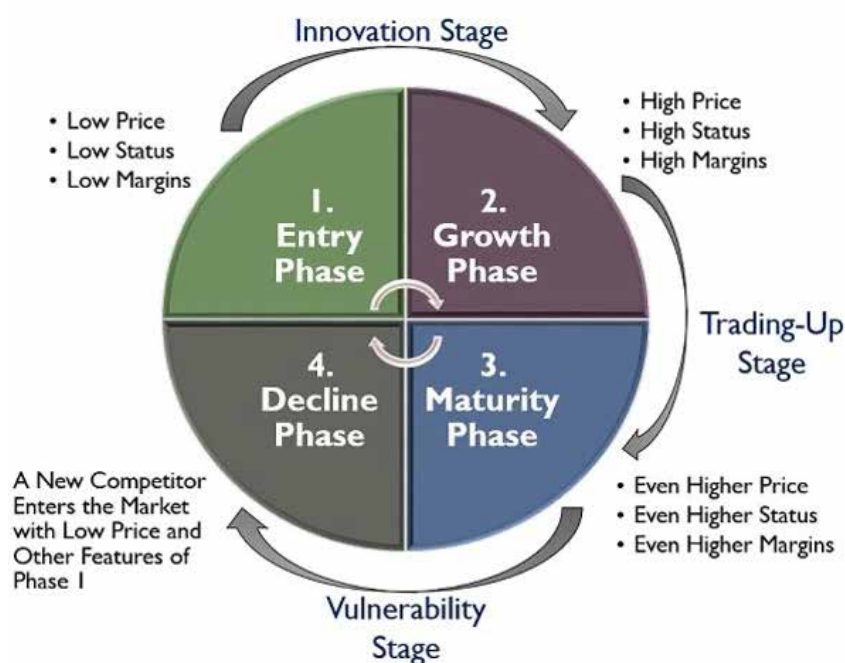 Innovation Stage
• Low Price
• Low Status
• Low Margins
• High Price
• High Status
• High Margins
1.
Entry
Phase
2.
Growth
Phase
Trading-Up
Stage
4.
Decline
Phase
3.
Maturity
Phase
A New Competitor
Enters the Market
with Low Price and
Other Features of
Phase 1
• Even Higher Price
• Even Higher Status
• Even Higher Margins
Vulnerability
Stage